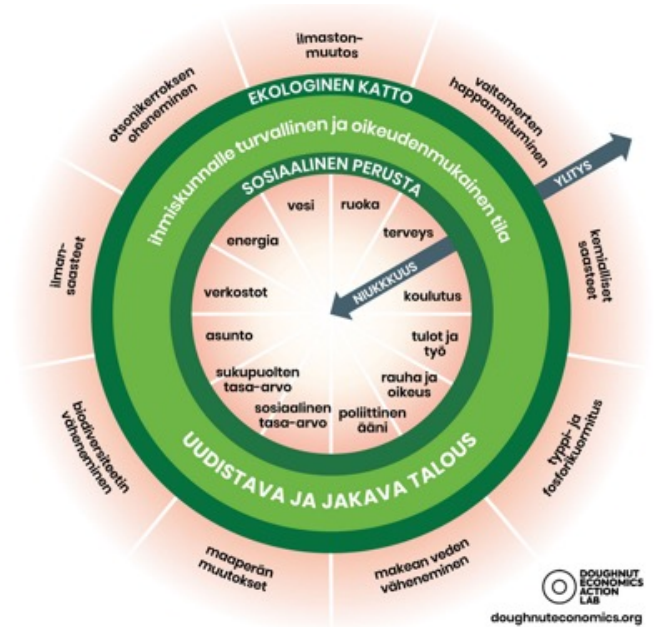 ilmaston-
muutos
valtamerten
happamoituminen
kemialliset
saasteet
typpi- ja
fosforikuormitus
makean veden
väheneminen
maaperän
muutokset
biodiversiteetin
väheneminen
ilman-
saasteet
otsonikerroksen
oheneminen
EKOLOGINEN KATTO
ihmiskunnalle turvallinen ja oikeudenmukainen tila
SOSIAALINEN PERUSTA
YLITYS
NIUKKKUUS
vesi
ruoka
terveys
koulutus
tulot ja
työ
rauha ja
oikeus
poliittinen
ääni
sosiaalinen
tasa-arvo
sukupuolten
tasa-arvo
asunto
verkostot
energia
UUDISTAVA JA JAKAVA TALOUS
DOUGHNUT
ECONOMICS
ACTION
LAB
doughnuteconomics.org